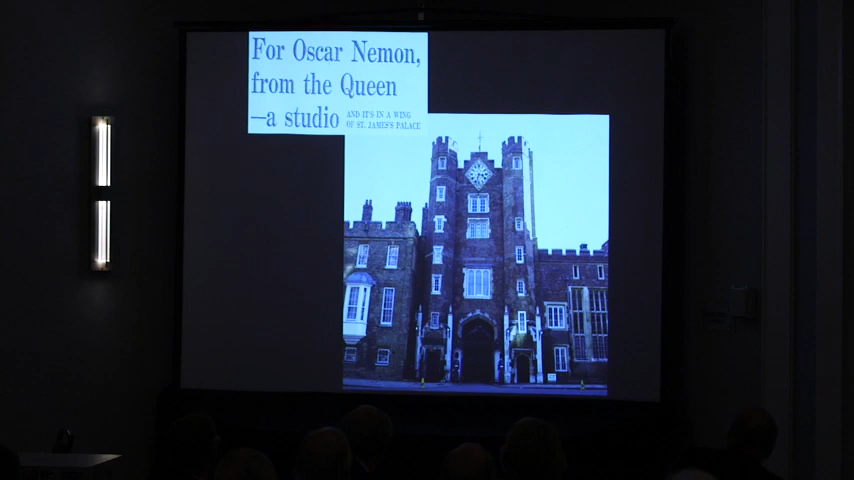 For Oscar Nemon,
from the Queen
—a studio AND IT'S IN A WING
OF ST. JAMES'S PALACE